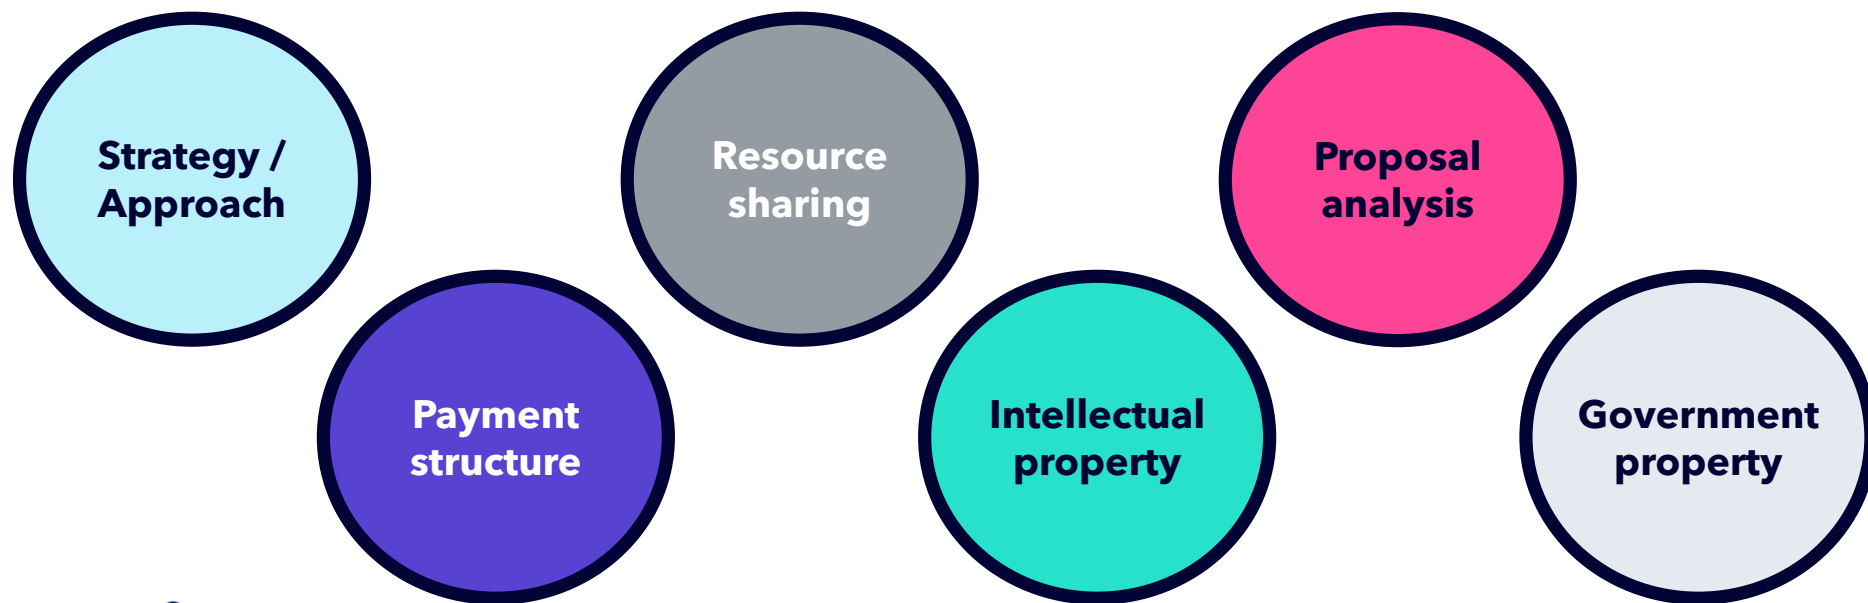 Strategy /
Approach
Payment
structure
Resource
sharing
Intellectual
property
Proposal
analysis
Government
property